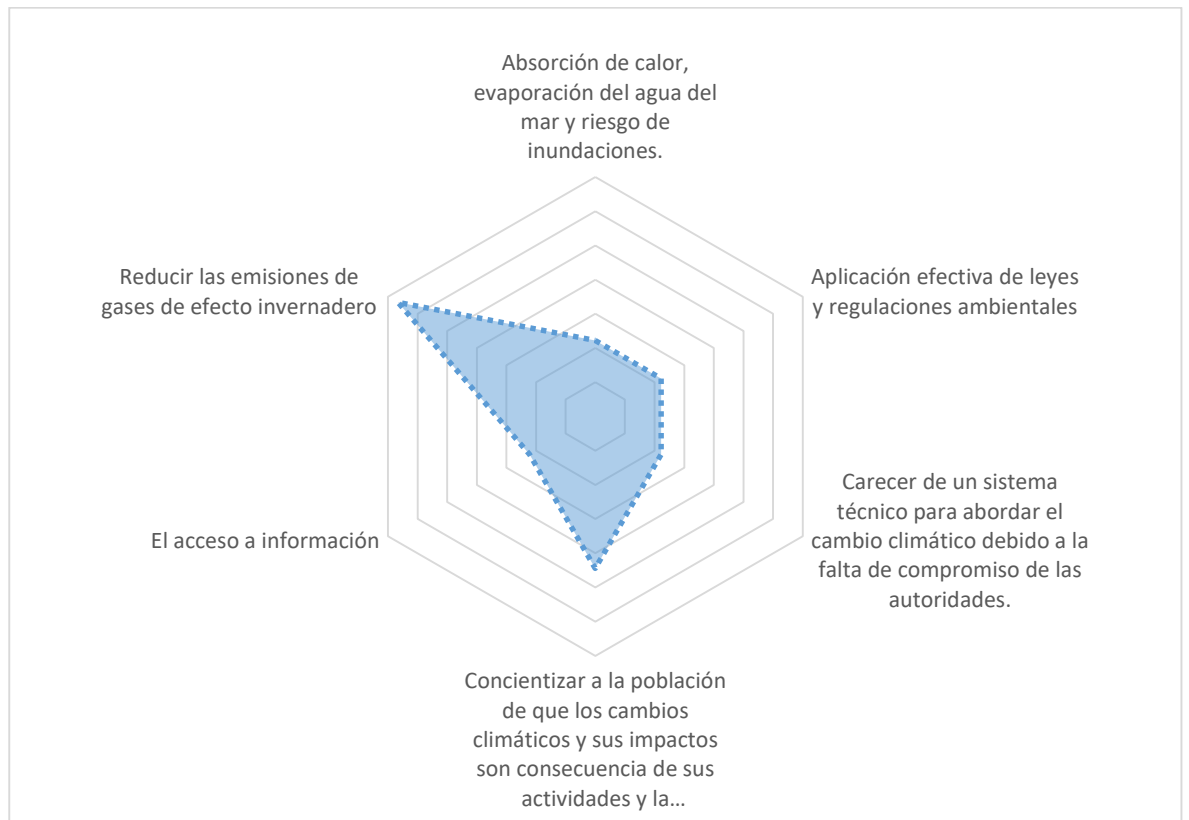 Absorción de calor,
evaporación del agua del
mar y riesgo de
inundaciones.
Aplicación efectiva de leyes
y regulaciones ambientales
Carecer de un sistema
técnico para abordar el
cambio climático debido a la
falta de compromiso de las
autoridades.
Concientizar a la población
de que los cambios
climáticos y sus impactos
son consecuencia de sus
actividades y la…
El acceso a información
Reducir las emisiones de
gases de efecto invernadero